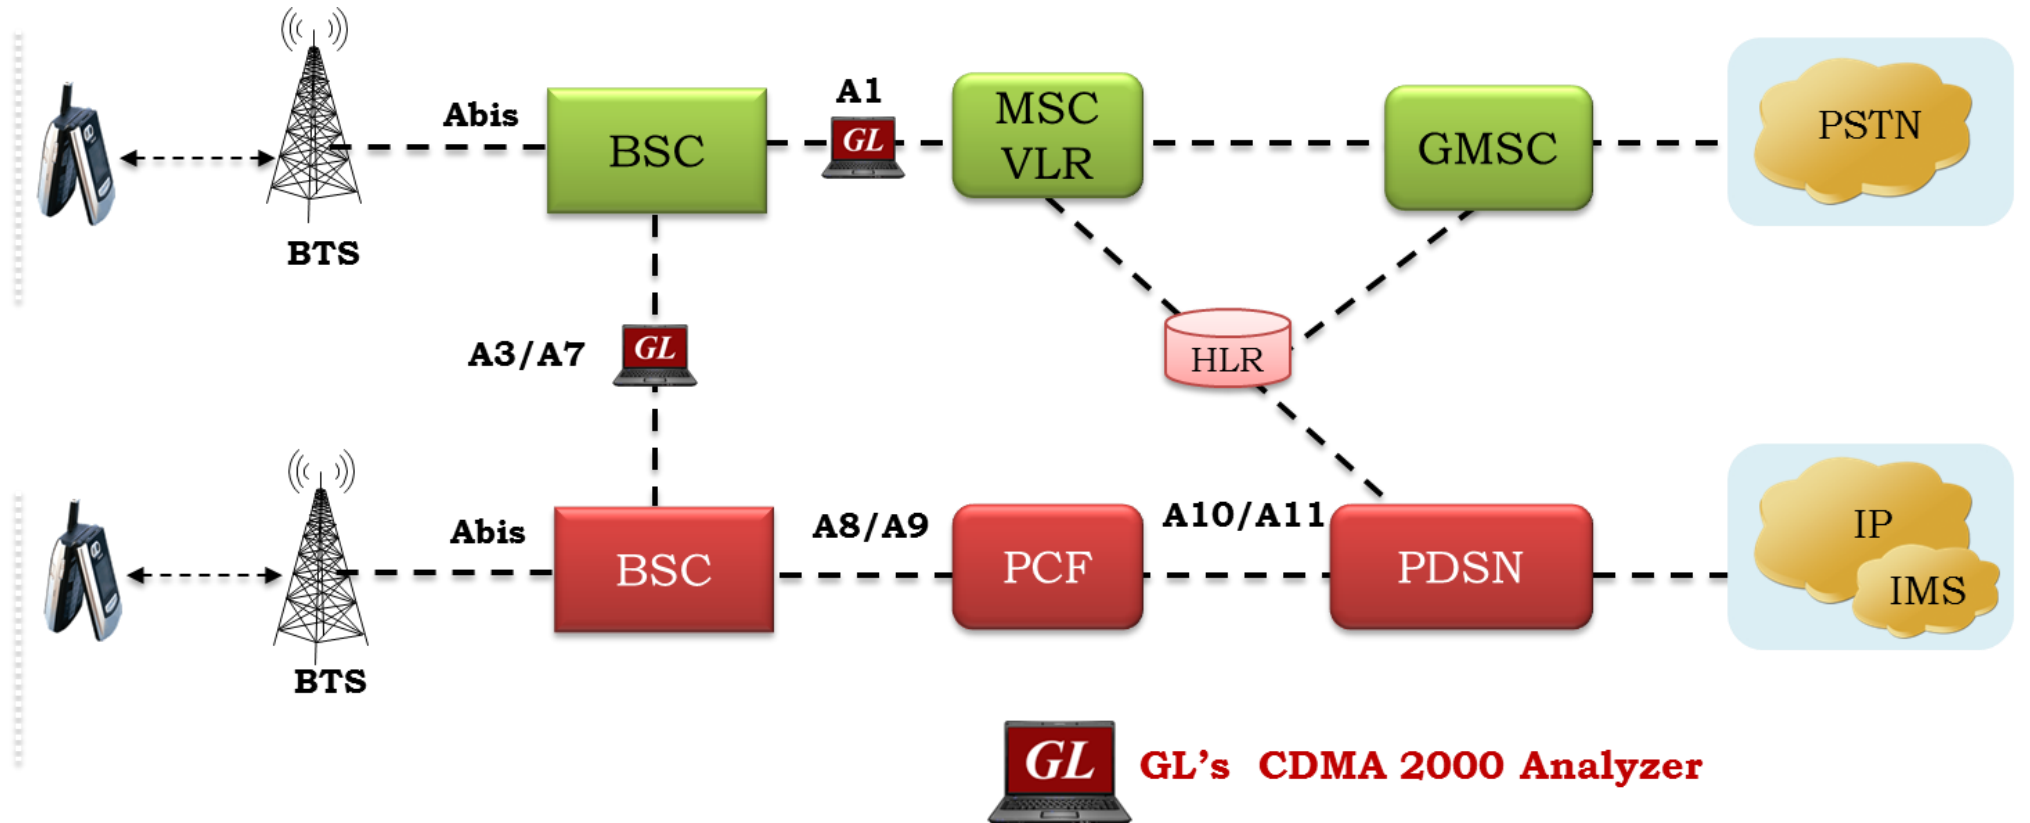 Abis
BSC
A1
GL
MSC
VLR
GMSC
PSTN
BTS
A3/A7
GL
HLR
Abis
BSC
A8/A9
PCF
A10/A11
PDSN
IP
IMS
BTS
GL
GL's CDMA 2000 Analyzer